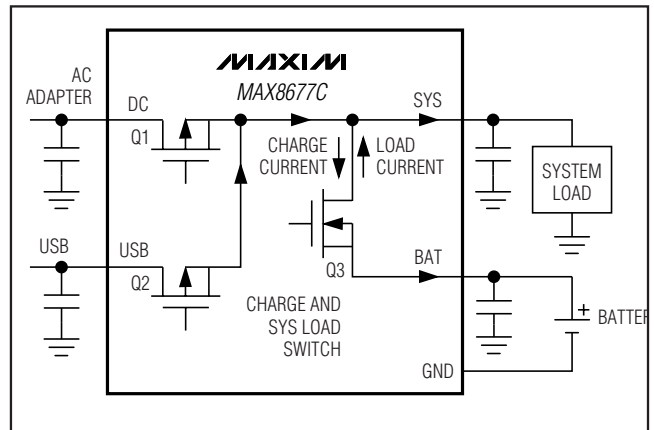 MAXIM
MAX8677C
AC
ADAPTER
DC
Q1
SYS
CHARGE
CURRENT
LOAD
CURRENT
SYSTEM
LOAD
USB
USB
Q2
Q3
BAT
CHARGE AND
SYS LOAD
SWITCH
+
BATTER
GND